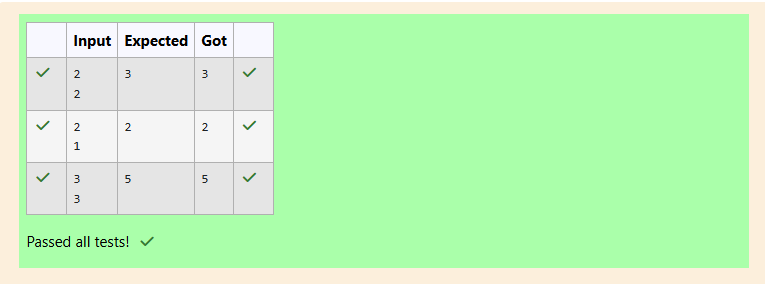 Input Expected Got
2 3 3
2
2 2 2
1
3 5 5
3
Passed all tests!